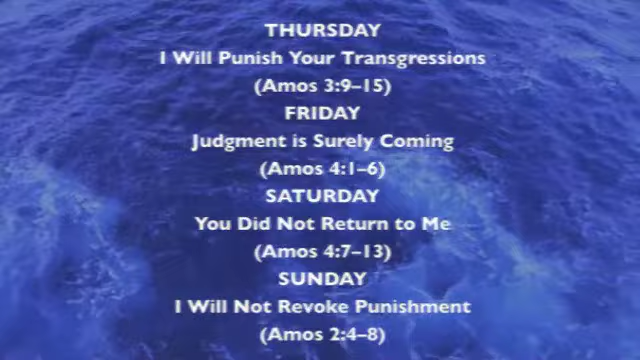 THURSDAY
I Will Punish Your Transgressions
(Amos 3:9–15)
FRIDAY
Judgment is Surely Coming
(Amos 4:1–6)
SATURDAY
You Did Not Return to Me
(Amos 4:7–13)
SUNDAY
I Will Not Revoke Punishment
(Amos 2:4–8)